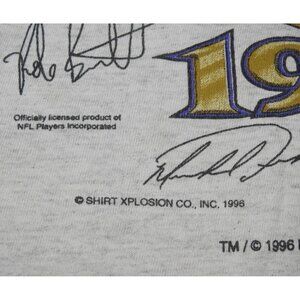 19
Officially licensed product of
NFL Players Incorporated
© SHIRT XPLOSION CO., INC. 1996
TM / © 1996